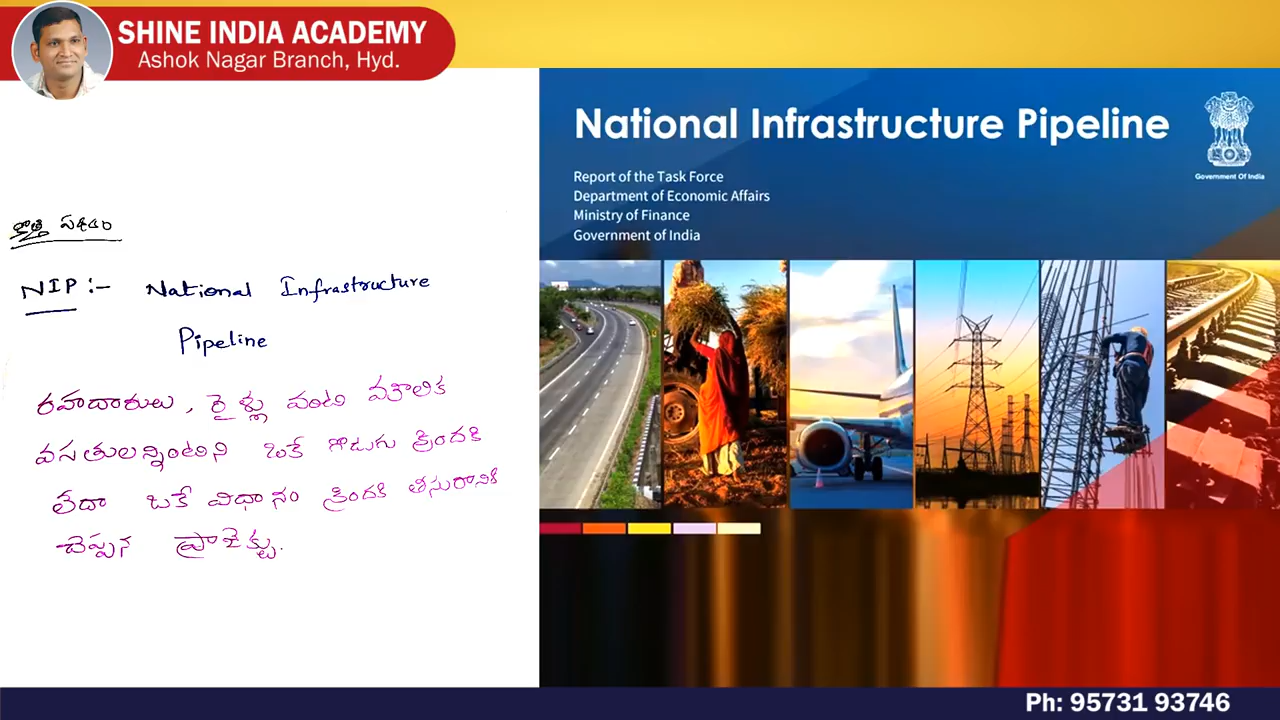 SHINE INDIA ACADEMY
Ashok Nagar Branch, Hyd.
కొత్త పథకం
NIP :- National Infrastructure
Pipeline
రహదారులు, రైళ్లు వంటి మౌలిక
వసతులన్నింటిని ఒకే గొడుగు క్రిందకి
లేదా ఒకే విధానం క్రిందకి తీసురానికి
చెప్పన ప్రాజెక్టు.
National Infrastructure Pipeline
Government Of India
Report of the Task Force
Department of Economic Affairs
Ministry of Finance
Government of India
Ph: 95731 93746